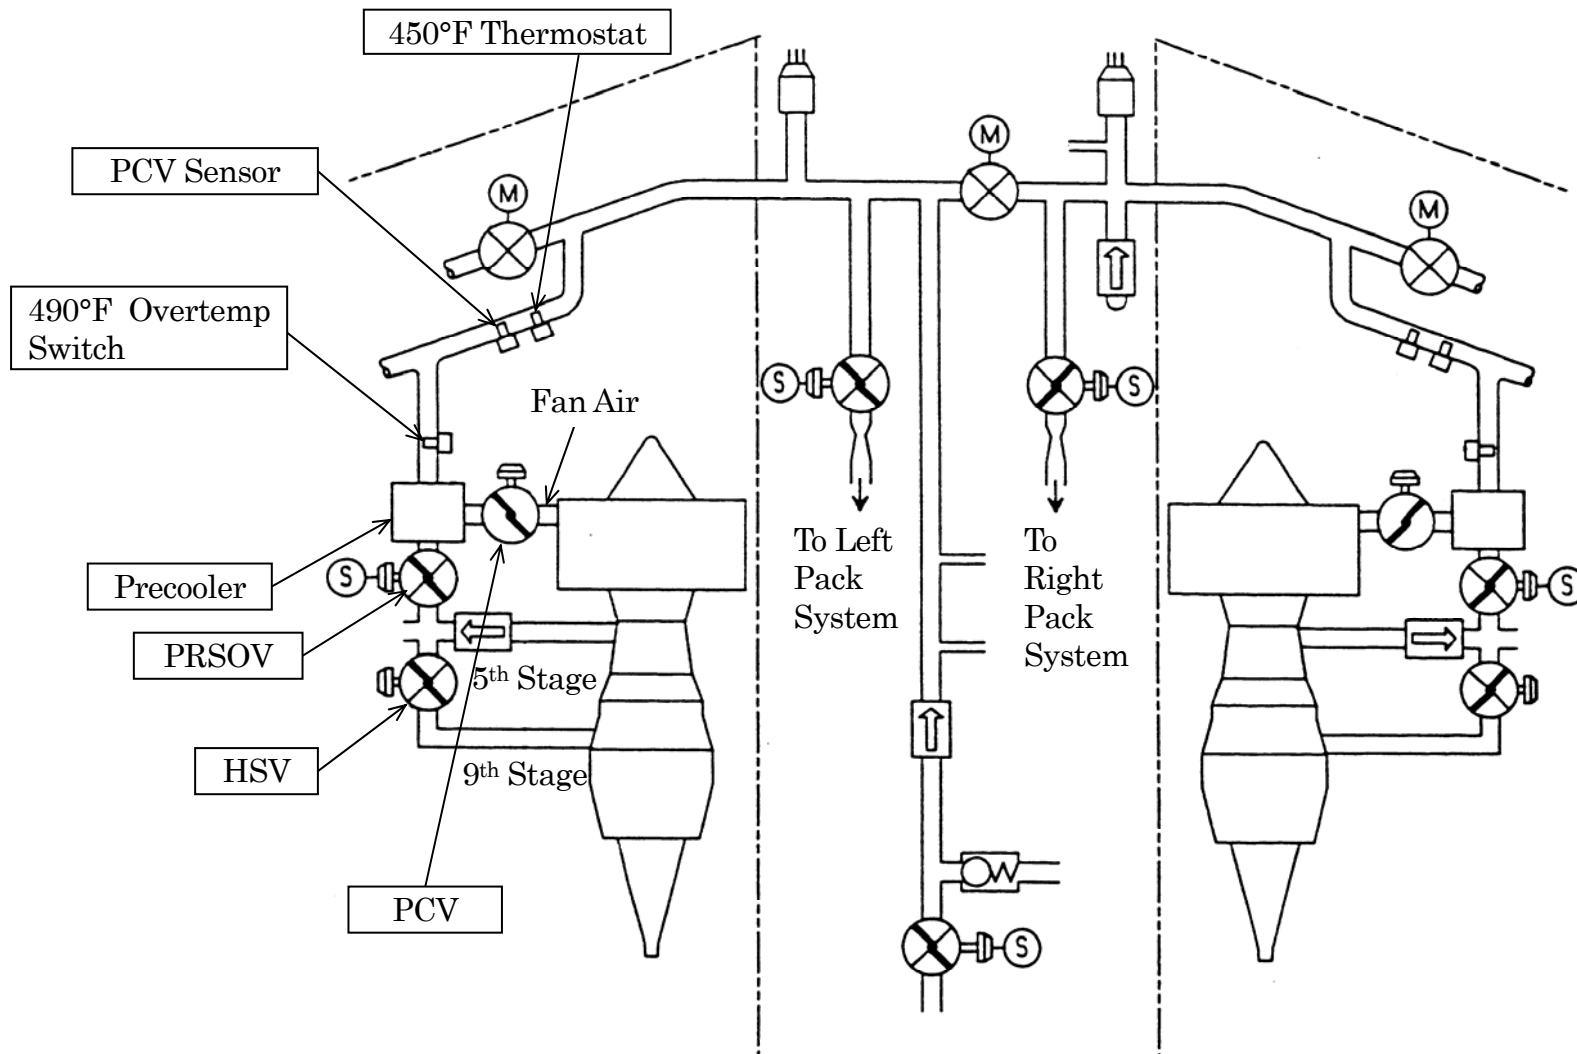 450°F Thermostat
M
M
PCV Sensor
M
490°F Overtemp
Switch
S
S
Fan Air
To Left
Pack
System
To
Right
Pack
System
Precooler
S
S
PRSOV
5th Stage
HSV
9th Stage
PCV
S